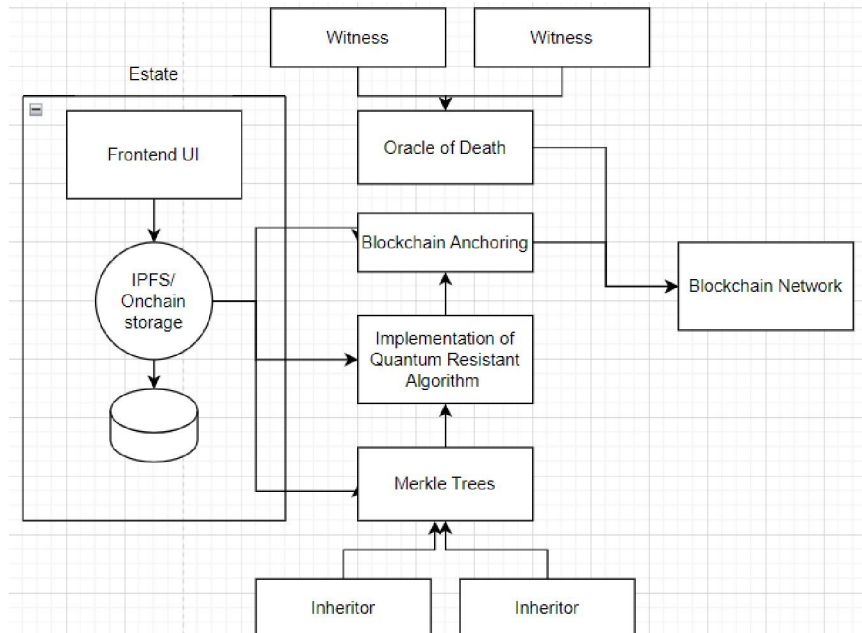 Witness
Witness
Estate
Frontend UI
Oracle of Death
Blockchain Anchoring
IPFS/
Onchain
storage
Blockchain Network
Implementation of
Quantum Resistant
Algorithm
Merkle Trees
Inheritor
Inheritor